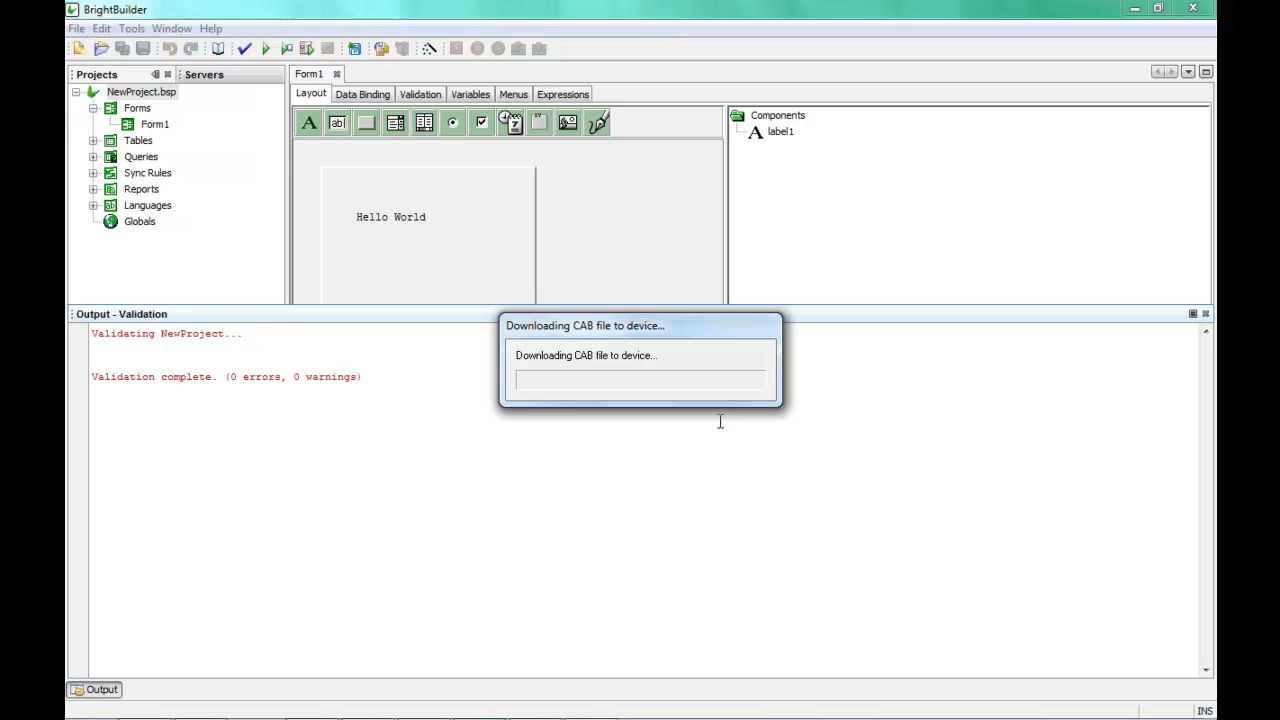 BrightBuilder
File Edit Tools Window Help
Projects
Servers
Form1
NewProject.bsp
Forms
Form1
Tables
Queries
Sync Rules
Reports
Languages
Globals
Layout Data Binding Validation Variables Menus Expressions
A ab
7
Hello World
Components
A label1
Output - Validation
Validating NewProject...
Validation complete. (0 errors, 0 warnings)
Downloading CAB file to device...
Downloading CAB file to device...
Output
INS